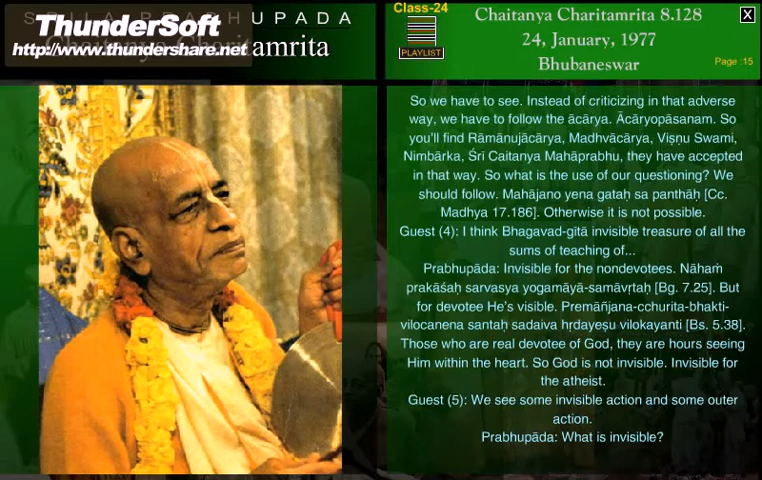 SRILA PRABHUPADA
ThunderSoft
http://www.thundershare.net
Chaitanya Charitamrita
Class-24
PLAYLIST
Chaitanya Charitamrita 8.128
24, January, 1977
Bhubaneswar
X
Page :15
So we have to see. Instead of criticizing in that adverse
way, we have to follow the ācārya. Ācāryopāsanam. So
you'll find Rāmānujācārya, Madhvācārya, Viṣṇu Swami,
Nimbārka, Śrī Caitanya Mahāprabhu, they have accepted
in that way. So what is the use of our questioning? We
should follow. Mahājano yena gataḥ sa panthāḥ [Cc.
Madhya 17.186]. Otherwise it is not possible.
Guest (4): I think Bhagavad-gītā invisible treasure of all the
sums of teaching of...
Prabhupāda: Invisible for the nondevotees. Nāhaṁ
prakāśaḥ sarvasya yogamāyā-samāvṛtaḥ [Bg. 7.25]. But
for devotee He's visible. Premāñjana-cchurita-bhakti-
vilocanena santaḥ sadaiva hṛdayeṣu vilokayanti [Bs. 5.38].
Those who are real devotee of God, they are hours seeing
Him within the heart. So God is not invisible. Invisible for
the atheist.
Guest (5): We see some invisible action and some outer
action.
Prabhupāda: What is invisible?